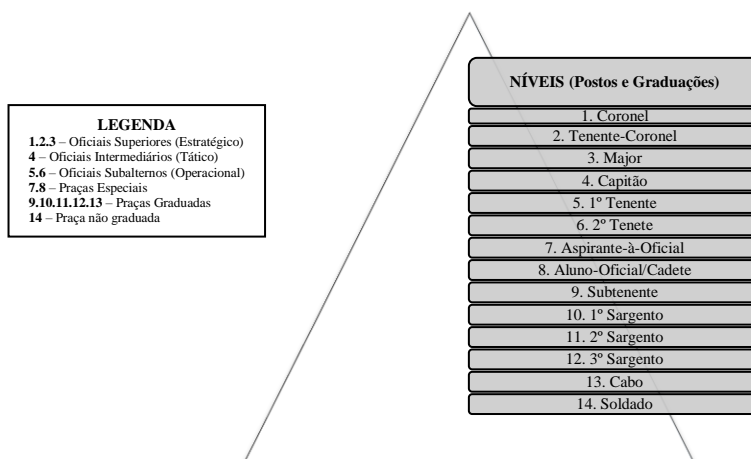 LEGENDA
1.2.3 – Oficiais Superiores (Estratégico)
4 – Oficiais Intermediários (Tático)
5.6 – Oficiais Subalternos (Operacional)
7.8 – Praças Especiais
9.10.11.12.13 – Praças Graduadas
14 – Praça não graduada
NÍVEIS (Postos e Graduações)
1. Coronel
2. Tenente-Coronel
3. Major
4. Capitão
5. 1º Tenente
6. 2º Tenete
7. Aspirante-à-Oficial
8. Aluno-Oficial/Cadete
9. Subtenente
10. 1º Sargento
11. 2º Sargento
12. 3º Sargento
13. Cabo
14. Soldado